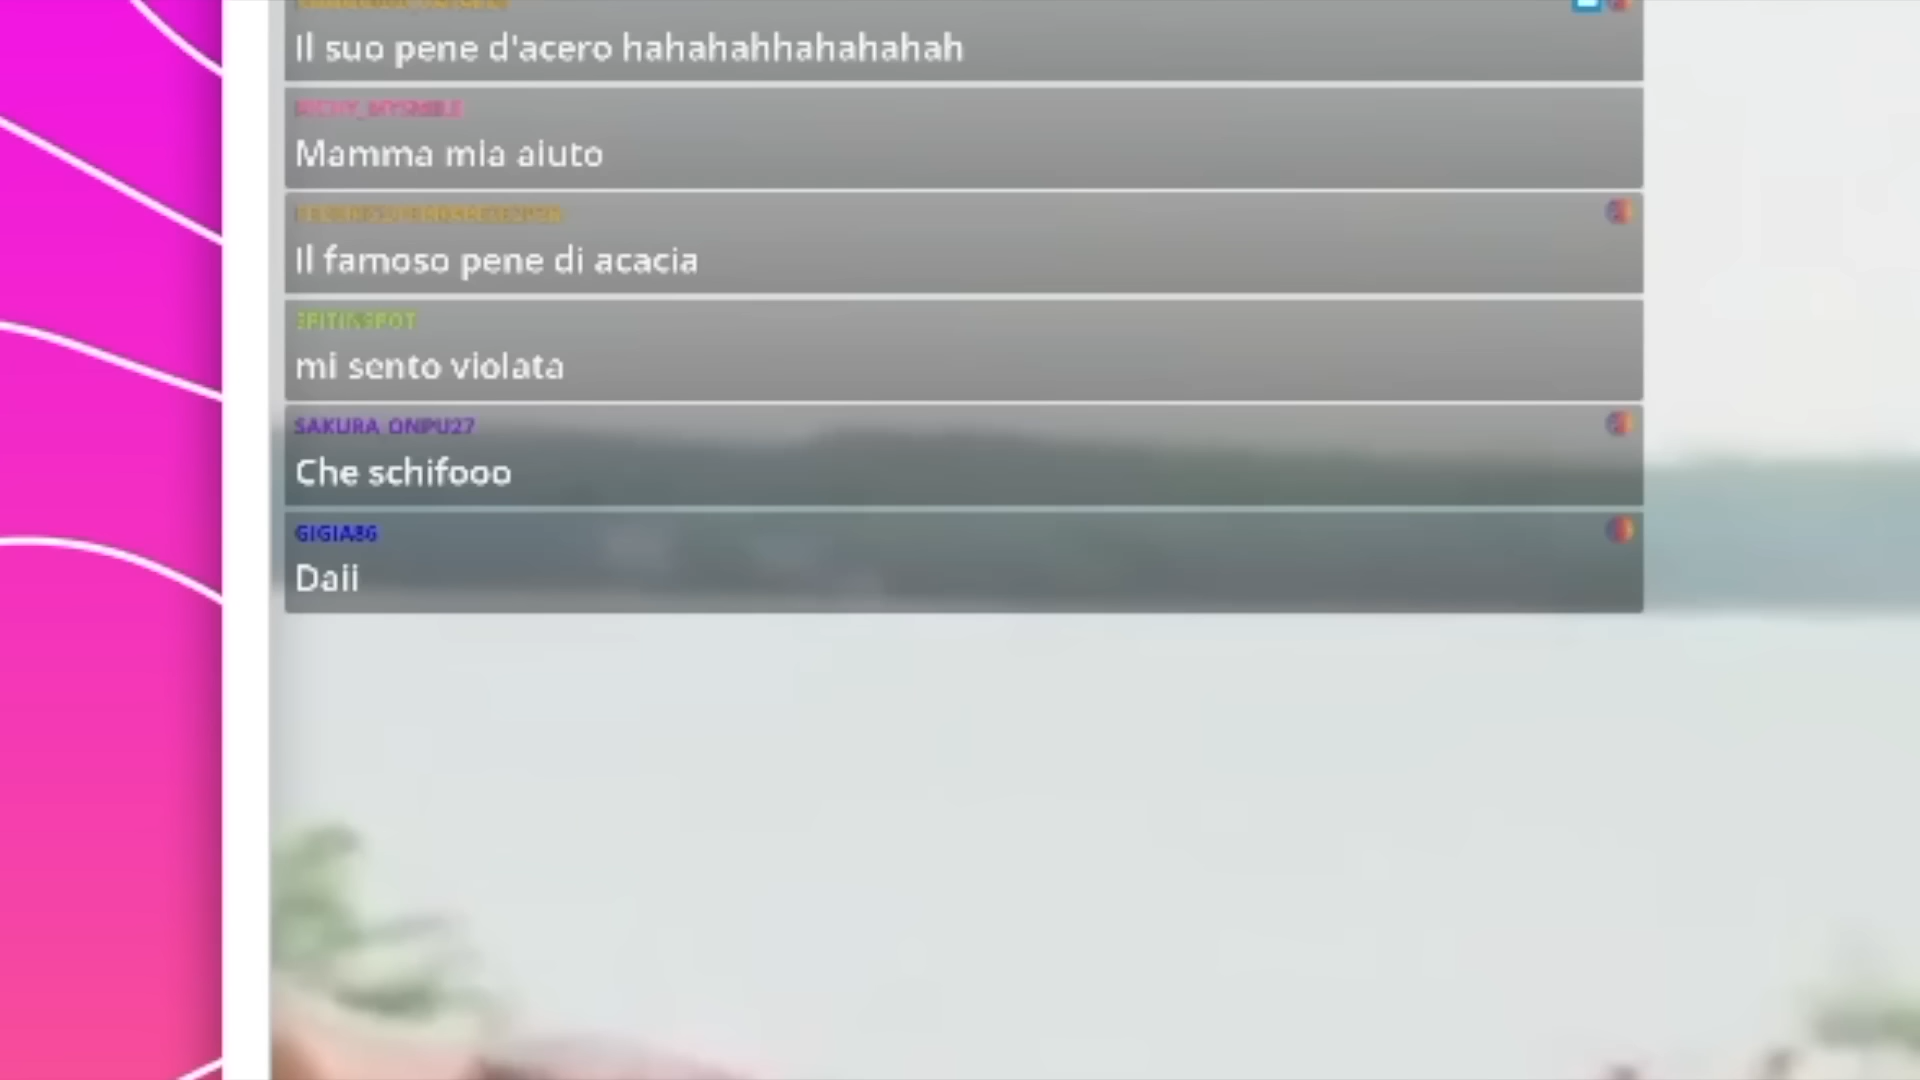 Il suo pene d'acero hahahahhahahahah
Mamma mia aiuto
Il famoso pene di acacia
mi sento violata
SAKURA_ONPU27
Che schifooo
GIGIA86
Daii